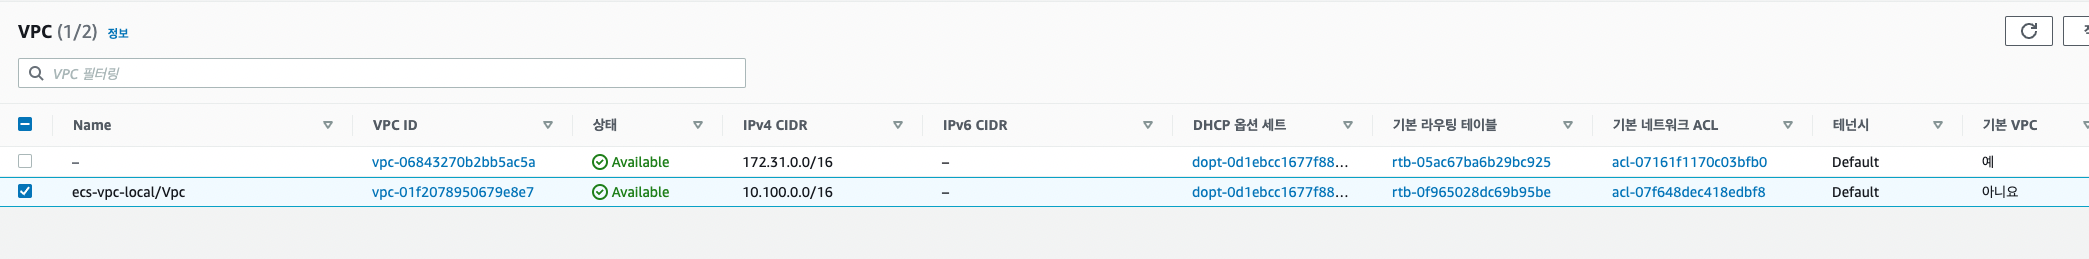 VPC (1/2) 정보
VPC 필터링
Name VPC ID 상태 IPv4 CIDR IPv6 CIDR DHCP 옵션 세트 기본 라우팅 테이블 기본 네트워크 ACL 테넌시 기본 VPC
– vpc-06843270b2bb5ac5a Available 172.31.0.0/16 – dopt-0d1ebcc1677f88... rtb-05ac67ba6b29bc925 acl-07161f1170c03bfb0 Default 예
ecs-vpc-local/Vpc vpc-01f2078950679e8e7 Available 10.100.0.0/16 – dopt-0d1ebcc1677f88... rtb-0f965028dc69b95be acl-07f648dec418edbf8 Default 아니요